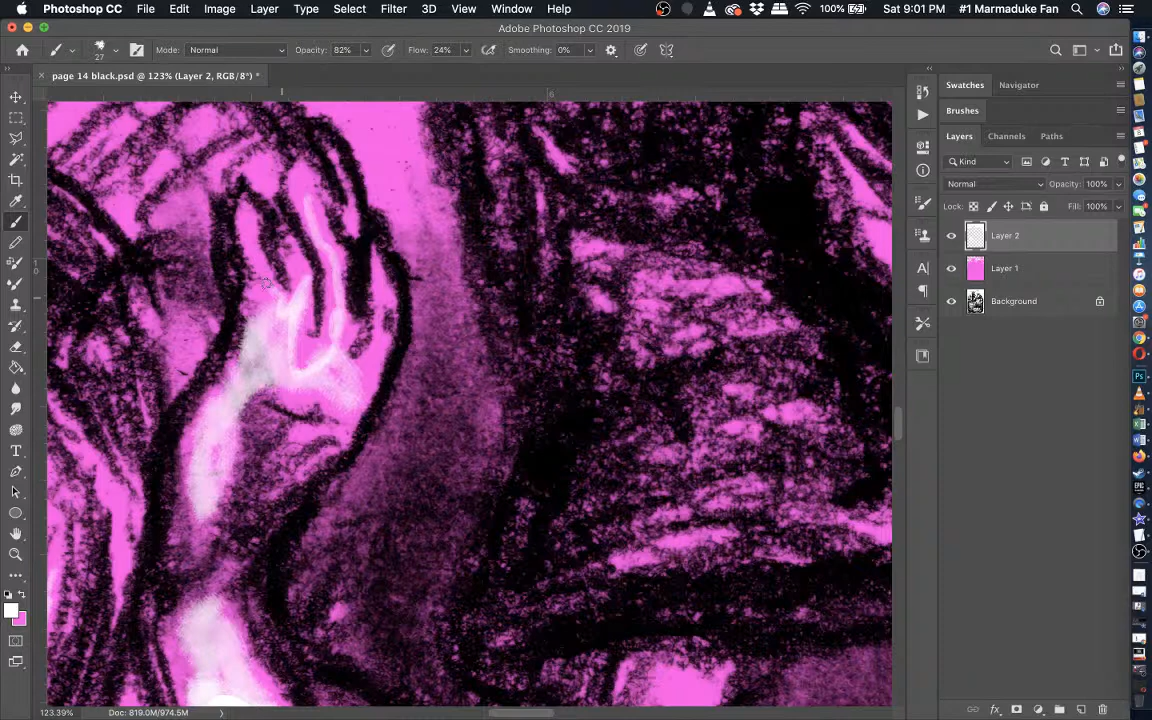 Photoshop CC File Edit Image Layer Type Select Filter 3D View Window Help 100% Sat 9:01 PM #1 Marmaduke Fan
Adobe Photoshop CC 2019
27 Mode: Normal Opacity: 82% Flow: 24% Smoothing: 0%
page 14 black.psd @ 123% (Layer 2, RGB/8*) *
6
Swatches Navigator
Brushes
Layers Channels Paths
Kind
Normal Opacity: 100%
Lock: Fill: 100%
Layer 2
Layer 1
Background
123.39% Doc: 819.0M/974.5M